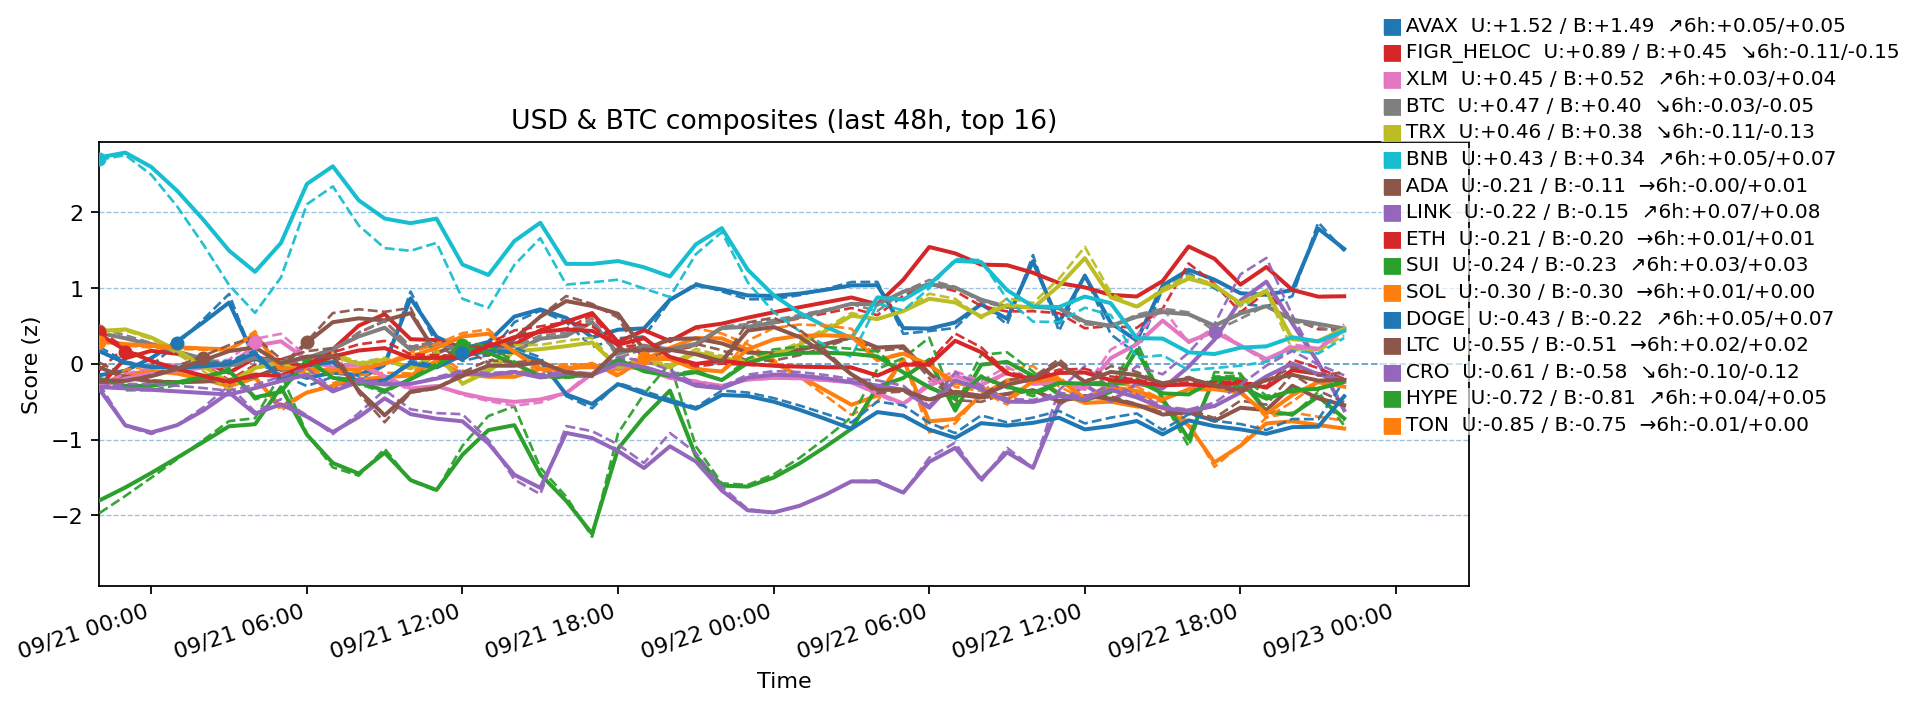 AVAX U:+1.52 / B:+1.49 ↗6h:+0.05/+0.05
FIGR_HELOC U:+0.89 / B:+0.45 ↘6h:-0.11/-0.15
XLM U:+0.45 / B:+0.52 ↗6h:+0.03/+0.04
BTC U:+0.47 / B:+0.40 ↘6h:-0.03/-0.05
TRX U:+0.46 / B:+0.38 ↘6h:-0.11/-0.13
BNB U:+0.43 / B:+0.34 ↗6h:+0.05/+0.07
ADA U:-0.21 / B:-0.11 →6h:-0.00/+0.01
LINK U:-0.22 / B:-0.15 ↗6h:+0.07/+0.08
ETH U:-0.21 / B:-0.20 →6h:+0.01/+0.01
SUI U:-0.24 / B:-0.23 ↗6h:+0.03/+0.03
SOL U:-0.30 / B:-0.30 →6h:+0.01/+0.00
DOGE U:-0.43 / B:-0.22 ↗6h:+0.05/+0.07
LTC U:-0.55 / B:-0.51 →6h:+0.02/+0.02
CRO U:-0.61 / B:-0.58 ↘6h:-0.10/-0.12
HYPE U:-0.72 / B:-0.81 ↗6h:+0.04/+0.05
TON U:-0.85 / B:-0.75 →6h:-0.01/+0.00
USD & BTC composites (last 48h, top 16)
Score (z)
2
1
0
−1
−2
09/21 00:00
09/21 06:00
09/21 12:00
09/21 18:00
09/22 00:00
09/22 06:00
09/22 12:00
09/22 18:00
09/23 00:00
Time